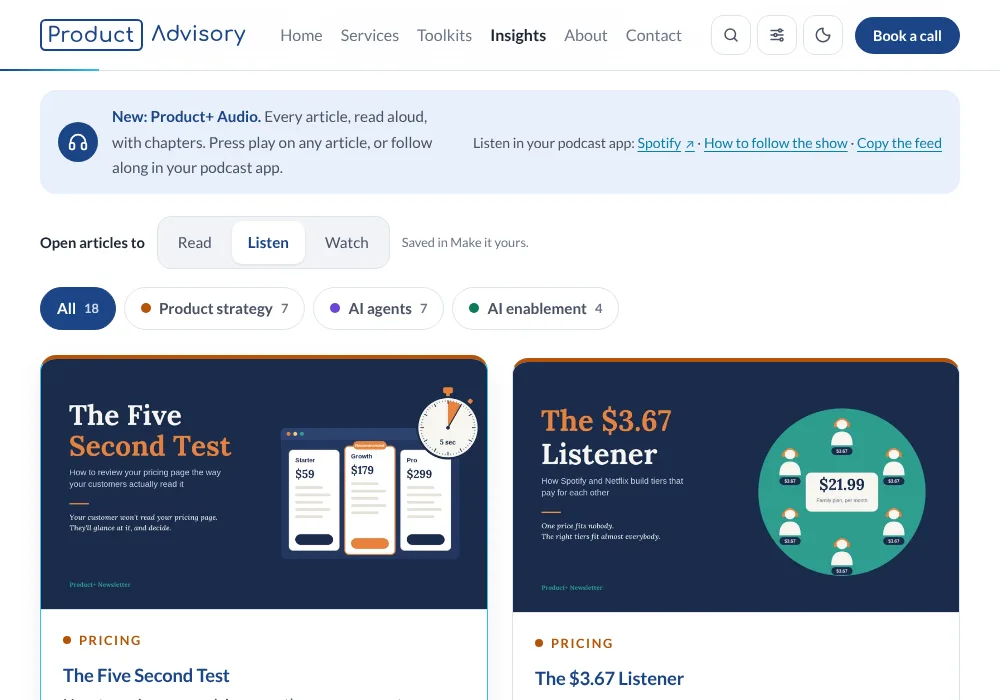 Product Advisory
Home Services Toolkits Insights About Contact
Book a call
New: Product+ Audio. Every article, read aloud,
with chapters. Press play on any article, or follow
along in your podcast app.
Listen in your podcast app: Spotify ↗ · How to follow the show · Copy the feed
Open articles to
Read
Listen
Watch
Saved in Make it yours.
All 18
Product strategy 7
AI agents 7
AI enablement 4
The Five
Second Test
How to review your pricing page the way
your customers actually read it
Your customer won't read your pricing page.
They'll glance at it, and decide.
Product+ Newsletter
5 sec
Starter
$59
Growth
$179
Pro
$299
PRICING
The Five Second Test
The $3.67
Listener
How Spotify and Netflix build tiers that
pay for each other
One price fits nobody.
The right tiers fit almost everybody.
Product+ Newsletter
$3.67
$3.67
$3.67
$21.99
Family plan, per month
$3.67
$3.67
$3.67
PRICING
The $3.67 Listener